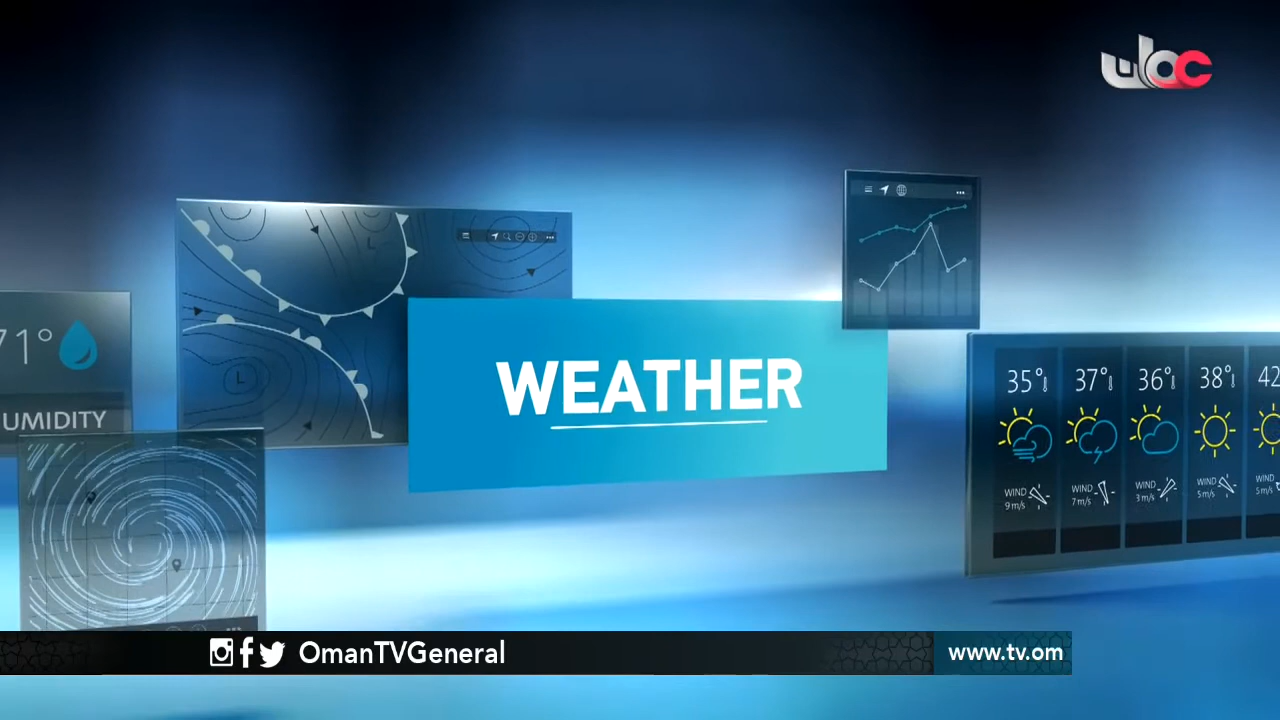 عمان
71°
UMIDITY
L
L
WEATHER
35° 37° 36° 38° 42
WIND WIND WIND WIND WIND
9 m/s 7 m/s 3 m/s 5 m/s 5 m/s
OmanTVGeneral
www.tv.om